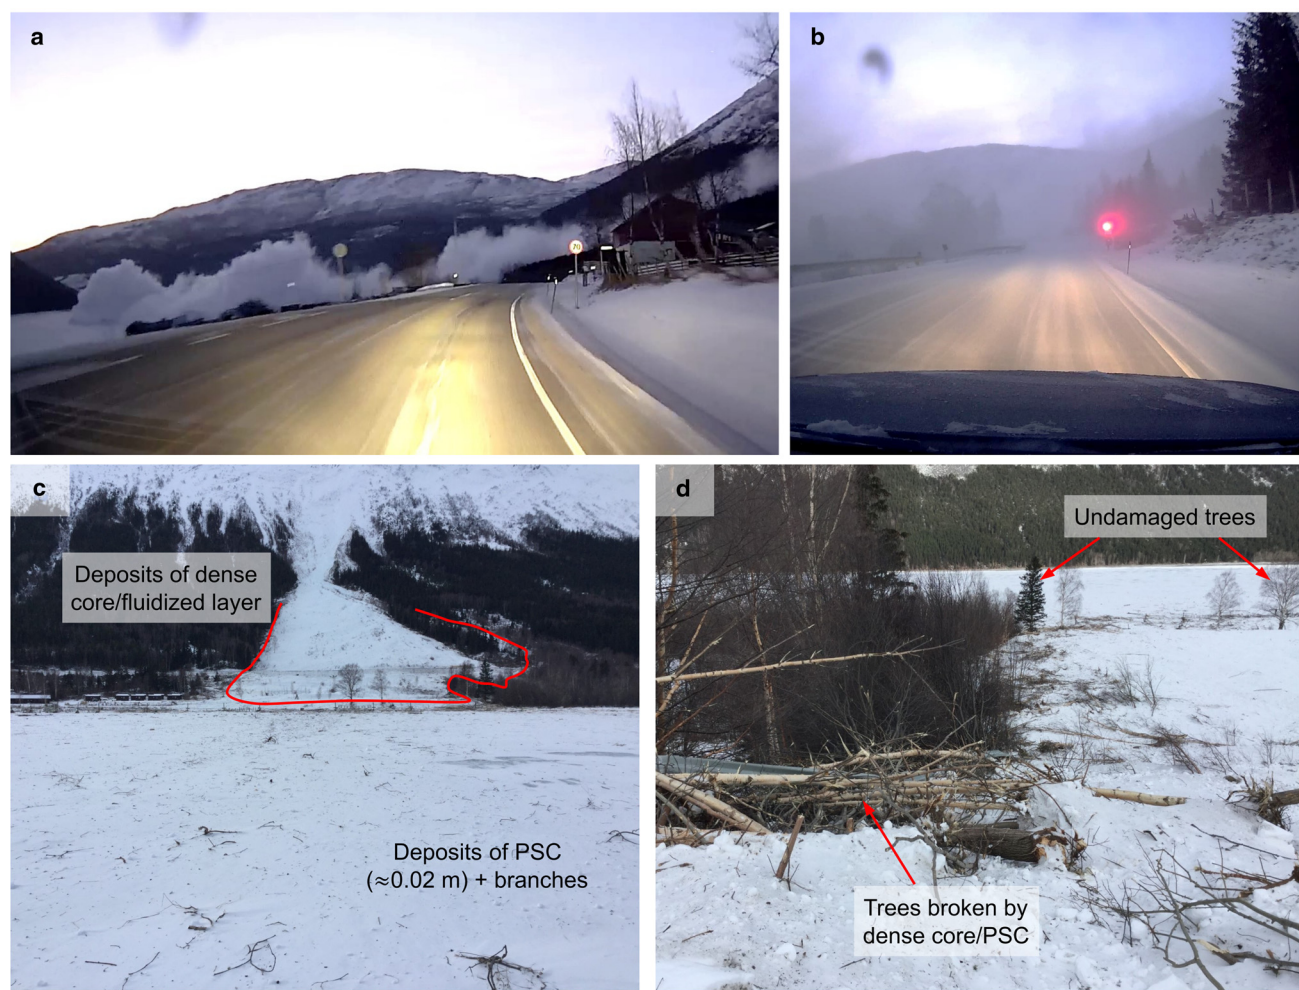 a
b
70
c
Deposits of dense
core/fluidized layer
Deposits of PSC
(≈0.02 m) + branches
d
Undamaged trees
Trees broken by
dense core/PSC